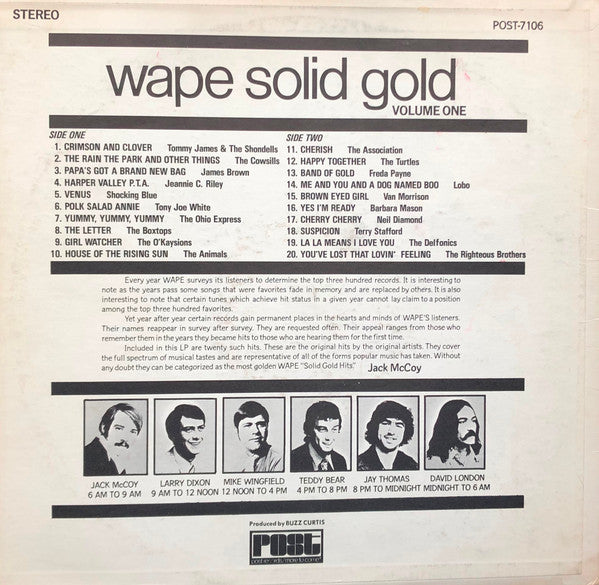 STEREO
POST-7106
wape solid gold
VOLUME ONE
SIDE ONE
1. CRIMSON AND CLOVER Tommy James & The Shondells
2. THE RAIN THE PARK AND OTHER THINGS The Cowsills
3. PAPA'S GOT A BRAND NEW BAG James Brown
4. HARPER VALLEY P.T.A. Jeannie C. Riley
5. VENUS Shocking Blue
6. POLK SALAD ANNIE Tony Joe White
7. YUMMY, YUMMY, YUMMY The Ohio Express
8. THE LETTER The Boxtops
9. GIRL WATCHER The O'Kaysions
10. HOUSE OF THE RISING SUN The Animals
SIDE TWO
11. CHERISH The Association
12. HAPPY TOGETHER The Turtles
13. BAND OF GOLD Freda Payne
14. ME AND YOU AND A DOG NAMED BOO Lobo
15. BROWN EYED GIRL Van Morrison
16. YES I'M READY Barbara Mason
17. CHERRY CHERRY Neil Diamond
18. SUSPICION Terry Stafford
19. LA LA MEANS I LOVE YOU The Delfonics
20. YOU'VE LOST THAT LOVIN' FEELING The Righteous Brothers
Every year WAPE surveys its listeners to determine the top three hundred records. It is interesting to
note as the years pass some songs that were favorites fade in memory and are replaced by others. It is also
interesting to note that certain tunes which achieve hit status in a given year cannot lay claim to a position
among the top three hundred favorites.
Yet year after year certain records gain permanent places in the hearts and minds of WAPE'S listeners.
Their names reappear in survey after survey. They are requested often. Their appeal ranges from those who
remember them in the years they became hits to those who are hearing them for the first time.
Included in this LP are twenty such hits. These are the original hits by the original artists. They cover
the full spectrum of musical tastes and are representative of all of the forms popular music has taken. Without
any doubt they can be categorized as the most golden WAPE "Solid Gold Hits."
Jack McCoy
JACK McCOY
6 AM TO 9 AM
LARRY DIXON
9 AM TO 12 NOON
MIKE WINGFIELD
12 NOON TO 4 PM
TEDDY BEAR
4 PM TO 8 PM
JAY THOMAS
8 PM TO MIDNIGHT
DAVID LONDON
MIDNIGHT TO 6 AM
Produced by BUZZ CURTIS
POST
"more to come"